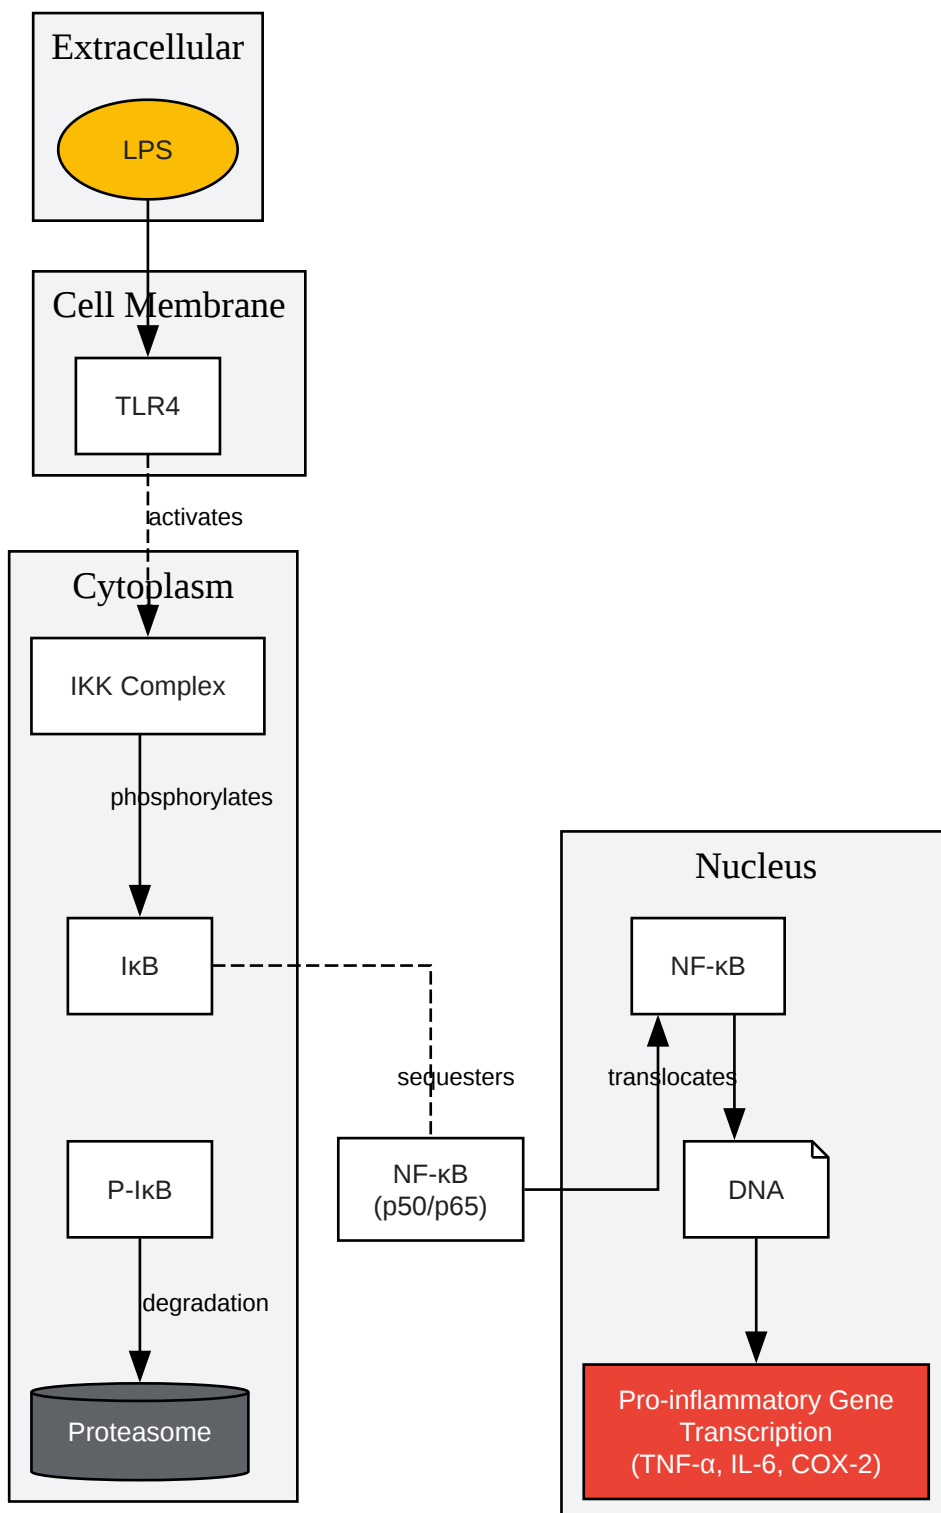 Extracellular
LPS
Cell Membrane
TLR4
activates
Cytoplasm
IKK Complex
phosphorylates
IκB
P-IκB
degradation
Proteasome
sequesters
NF-κB
(p50/p65)
translocates
Nucleus
NF-κB
DNA
Pro-inflammatory Gene
Transcription
(TNF-α, IL-6, COX-2)